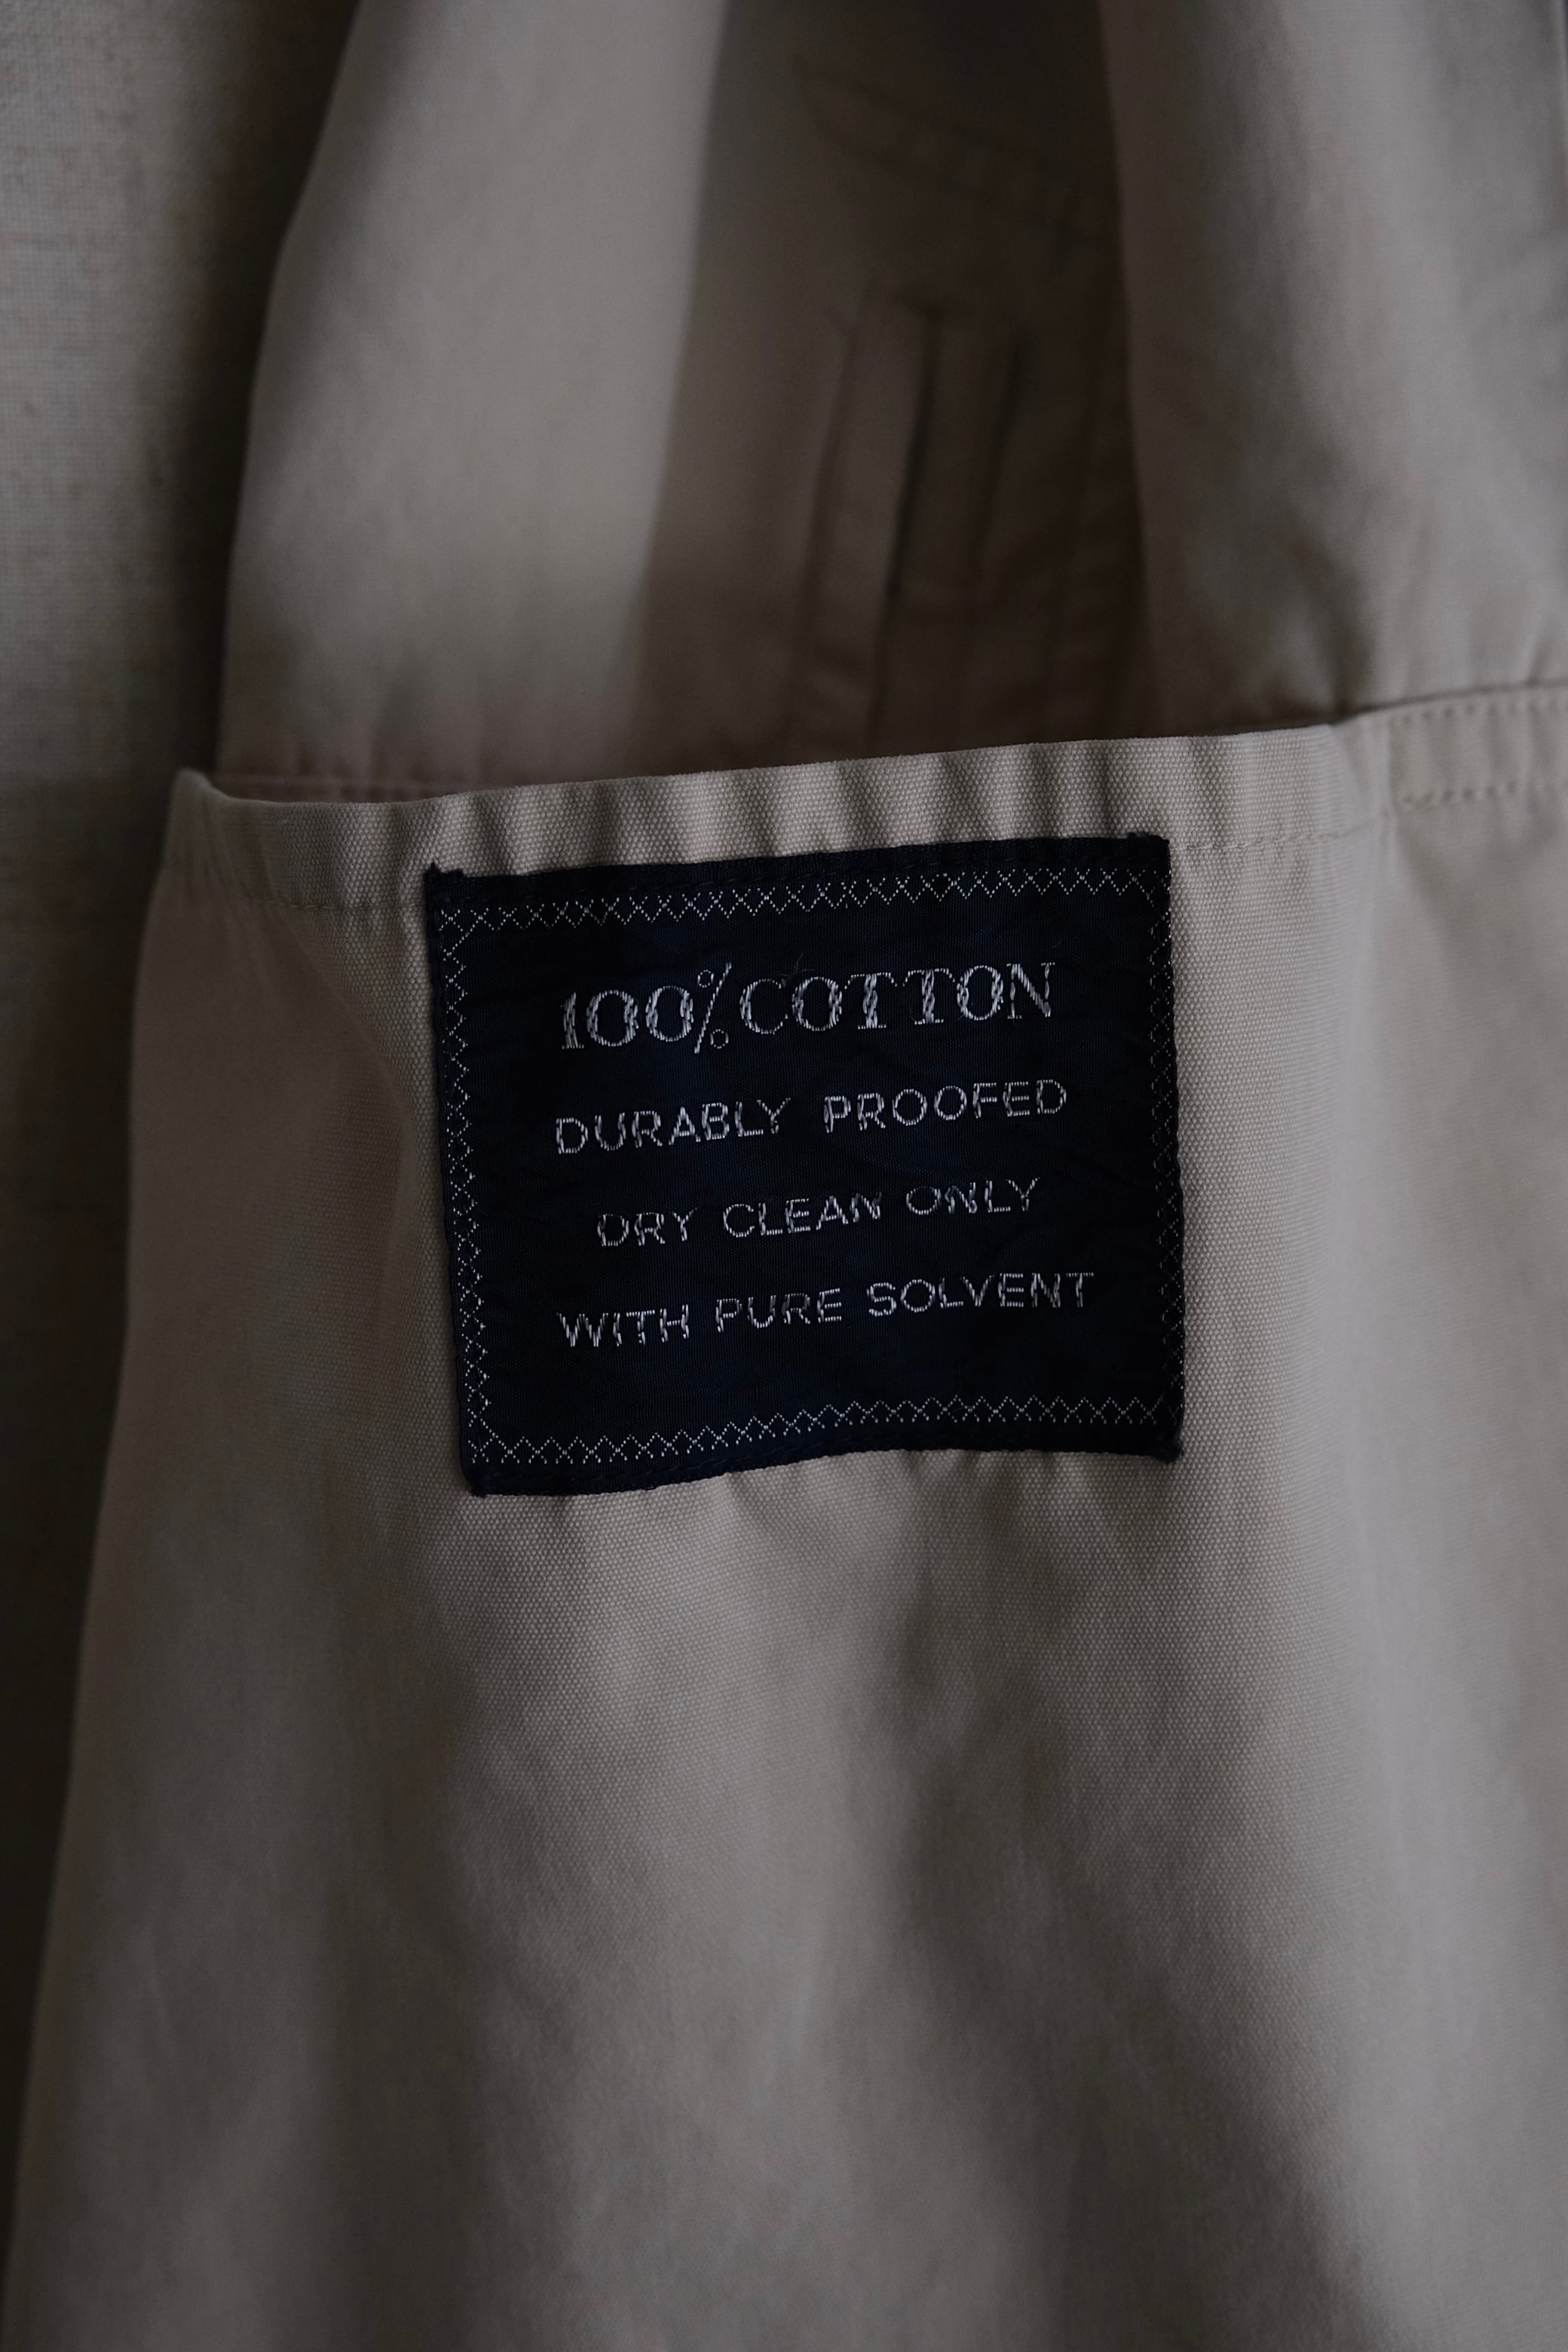 100% COTTON
DURABLY PROOFED
DRY CLEAN ONLY
WITH PURE SOLVENT